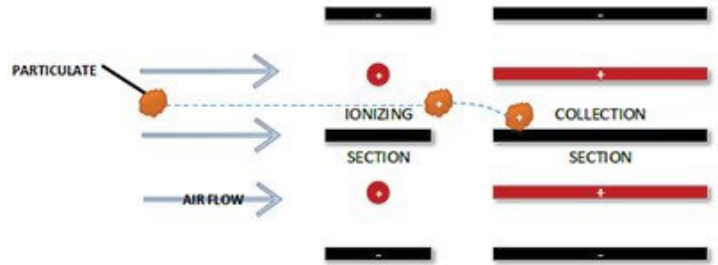 - -
+ +
PARTICULATE
+
IONIZING COLLECTION
+
SECTION SECTION
AIR FLOW + +
- -